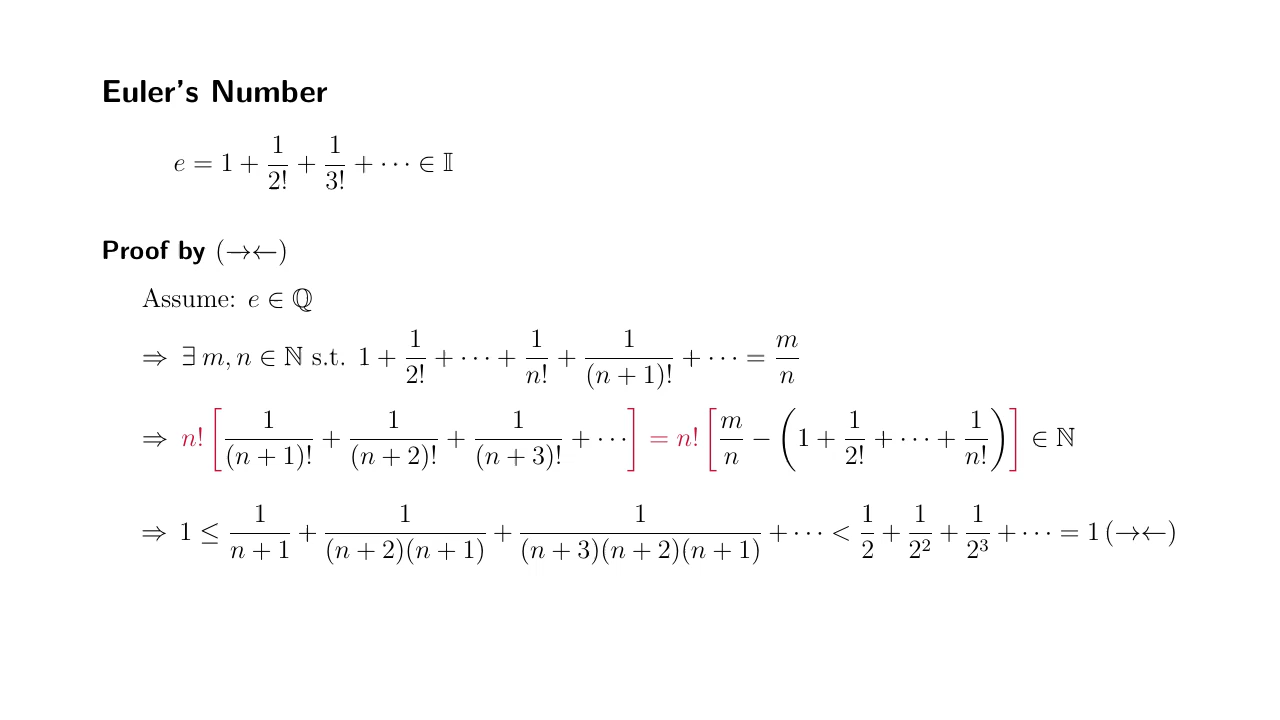 Euler's Number
e = 1 + 1/2! + 1/3! + ⋯ ∈ 𝕀
Proof by (→←)
Assume: e ∈ ℚ
⇒ ∃ m, n ∈ ℕ s.t. 1 + 1/2! + ⋯ + 1/n! + 1/(n + 1)! + ⋯ = m/n
⇒ n! [1/(n + 1)! + 1/(n + 2)! + 1/(n + 3)! + ⋯] = n! [m/n − (1 + 1/2! + ⋯ + 1/n!)] ∈ ℕ
⇒ 1 ≤ 1/(n + 1) + 1/((n + 2)(n + 1)) + 1/((n + 3)(n + 2)(n + 1)) + ⋯ < 1/2 + 1/2² + 1/2³ + ⋯ = 1 (→←)